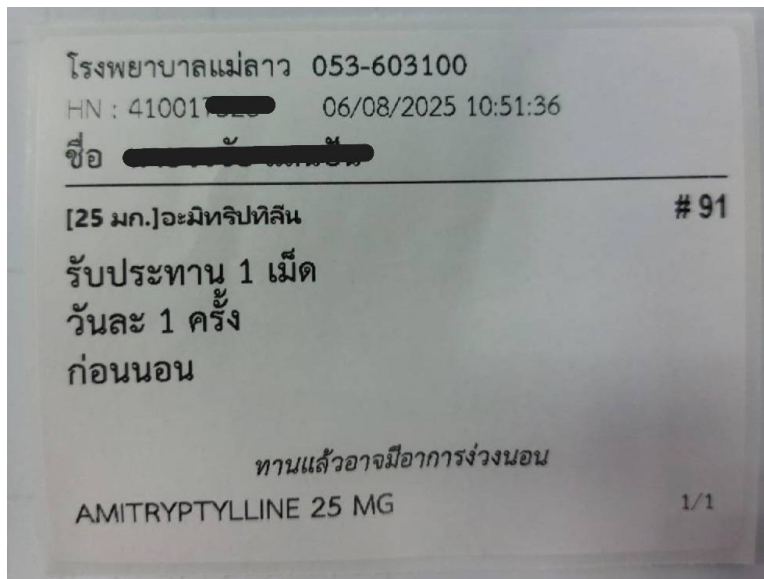 โรงพยาบาลแม่ลาว 053-603100
HN : 41001 06/08/2025 10:51:36
ชื่อ
[25 มก.]อะมิทริปทิลีน # 91
รับประทาน 1 เม็ด
วันละ 1 ครั้ง
ก่อนนอน
ทานแล้วอาจมีอาการง่วงนอน
AMITRYPTYLLINE 25 MG 1/1